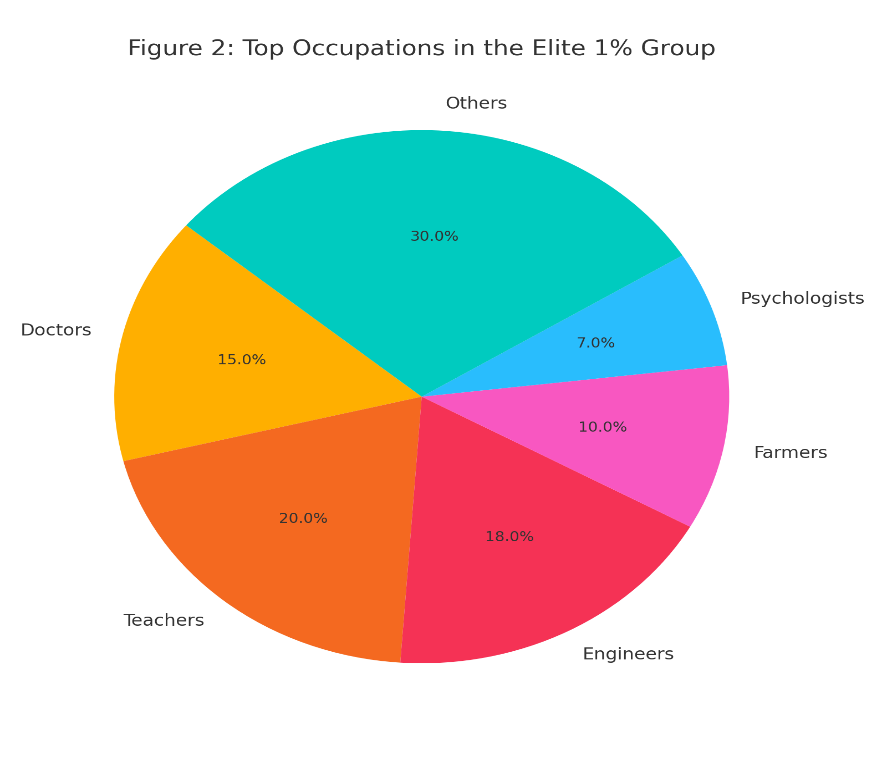 Figure 2: Top Occupations in the Elite 1% Group
Others
30.0%
Psychologists
7.0%
Doctors
15.0%
10.0%
Farmers
20.0%
18.0%
Teachers
Engineers